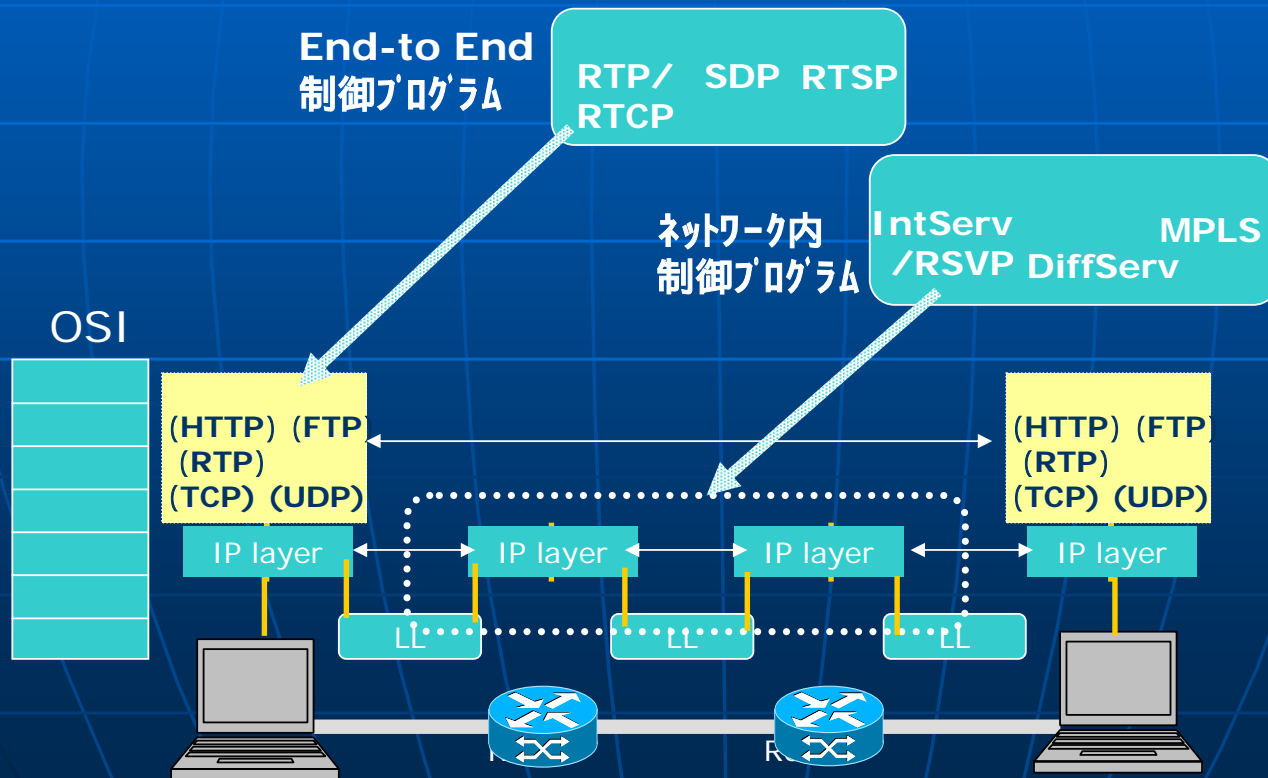 End-to End
制御ﾌﾟﾛｸﾞﾗﾑ
RTP/ SDP RTSP
RTCP
ﾈｯﾄﾜｰｸ内
制御ﾌﾟﾛｸﾞﾗﾑ
IntServ MPLS
/RSVP DiffServ
OSI
(HTTP) (FTP)
(RTP)
(TCP) (UDP)
(HTTP) (FTP)
(RTP)
(TCP) (UDP)
IP layer
IP layer
IP layer
IP layer
LL
LL
LL